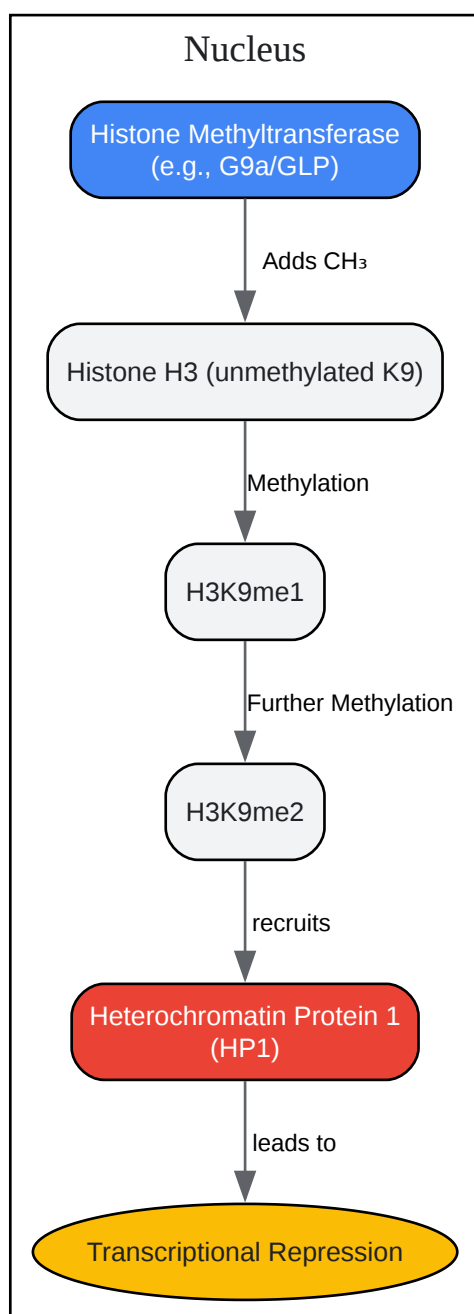 Nucleus
Histone Methyltransferase
(e.g., G9a/GLP)
Adds CH₃
Histone H3 (unmethylated K9)
Methylation
H3K9me1
Further Methylation
H3K9me2
recruits
Heterochromatin Protein 1
(HP1)
leads to
Transcriptional Repression